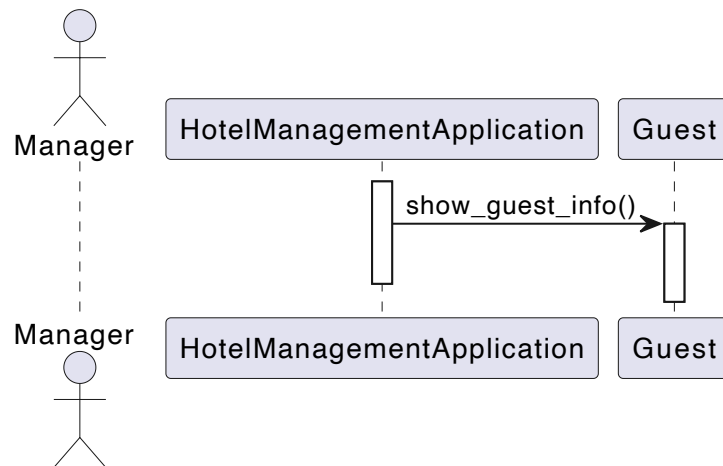 Manager
HotelManagementApplication
Guest
show_guest_info()
Manager
HotelManagementApplication
Guest